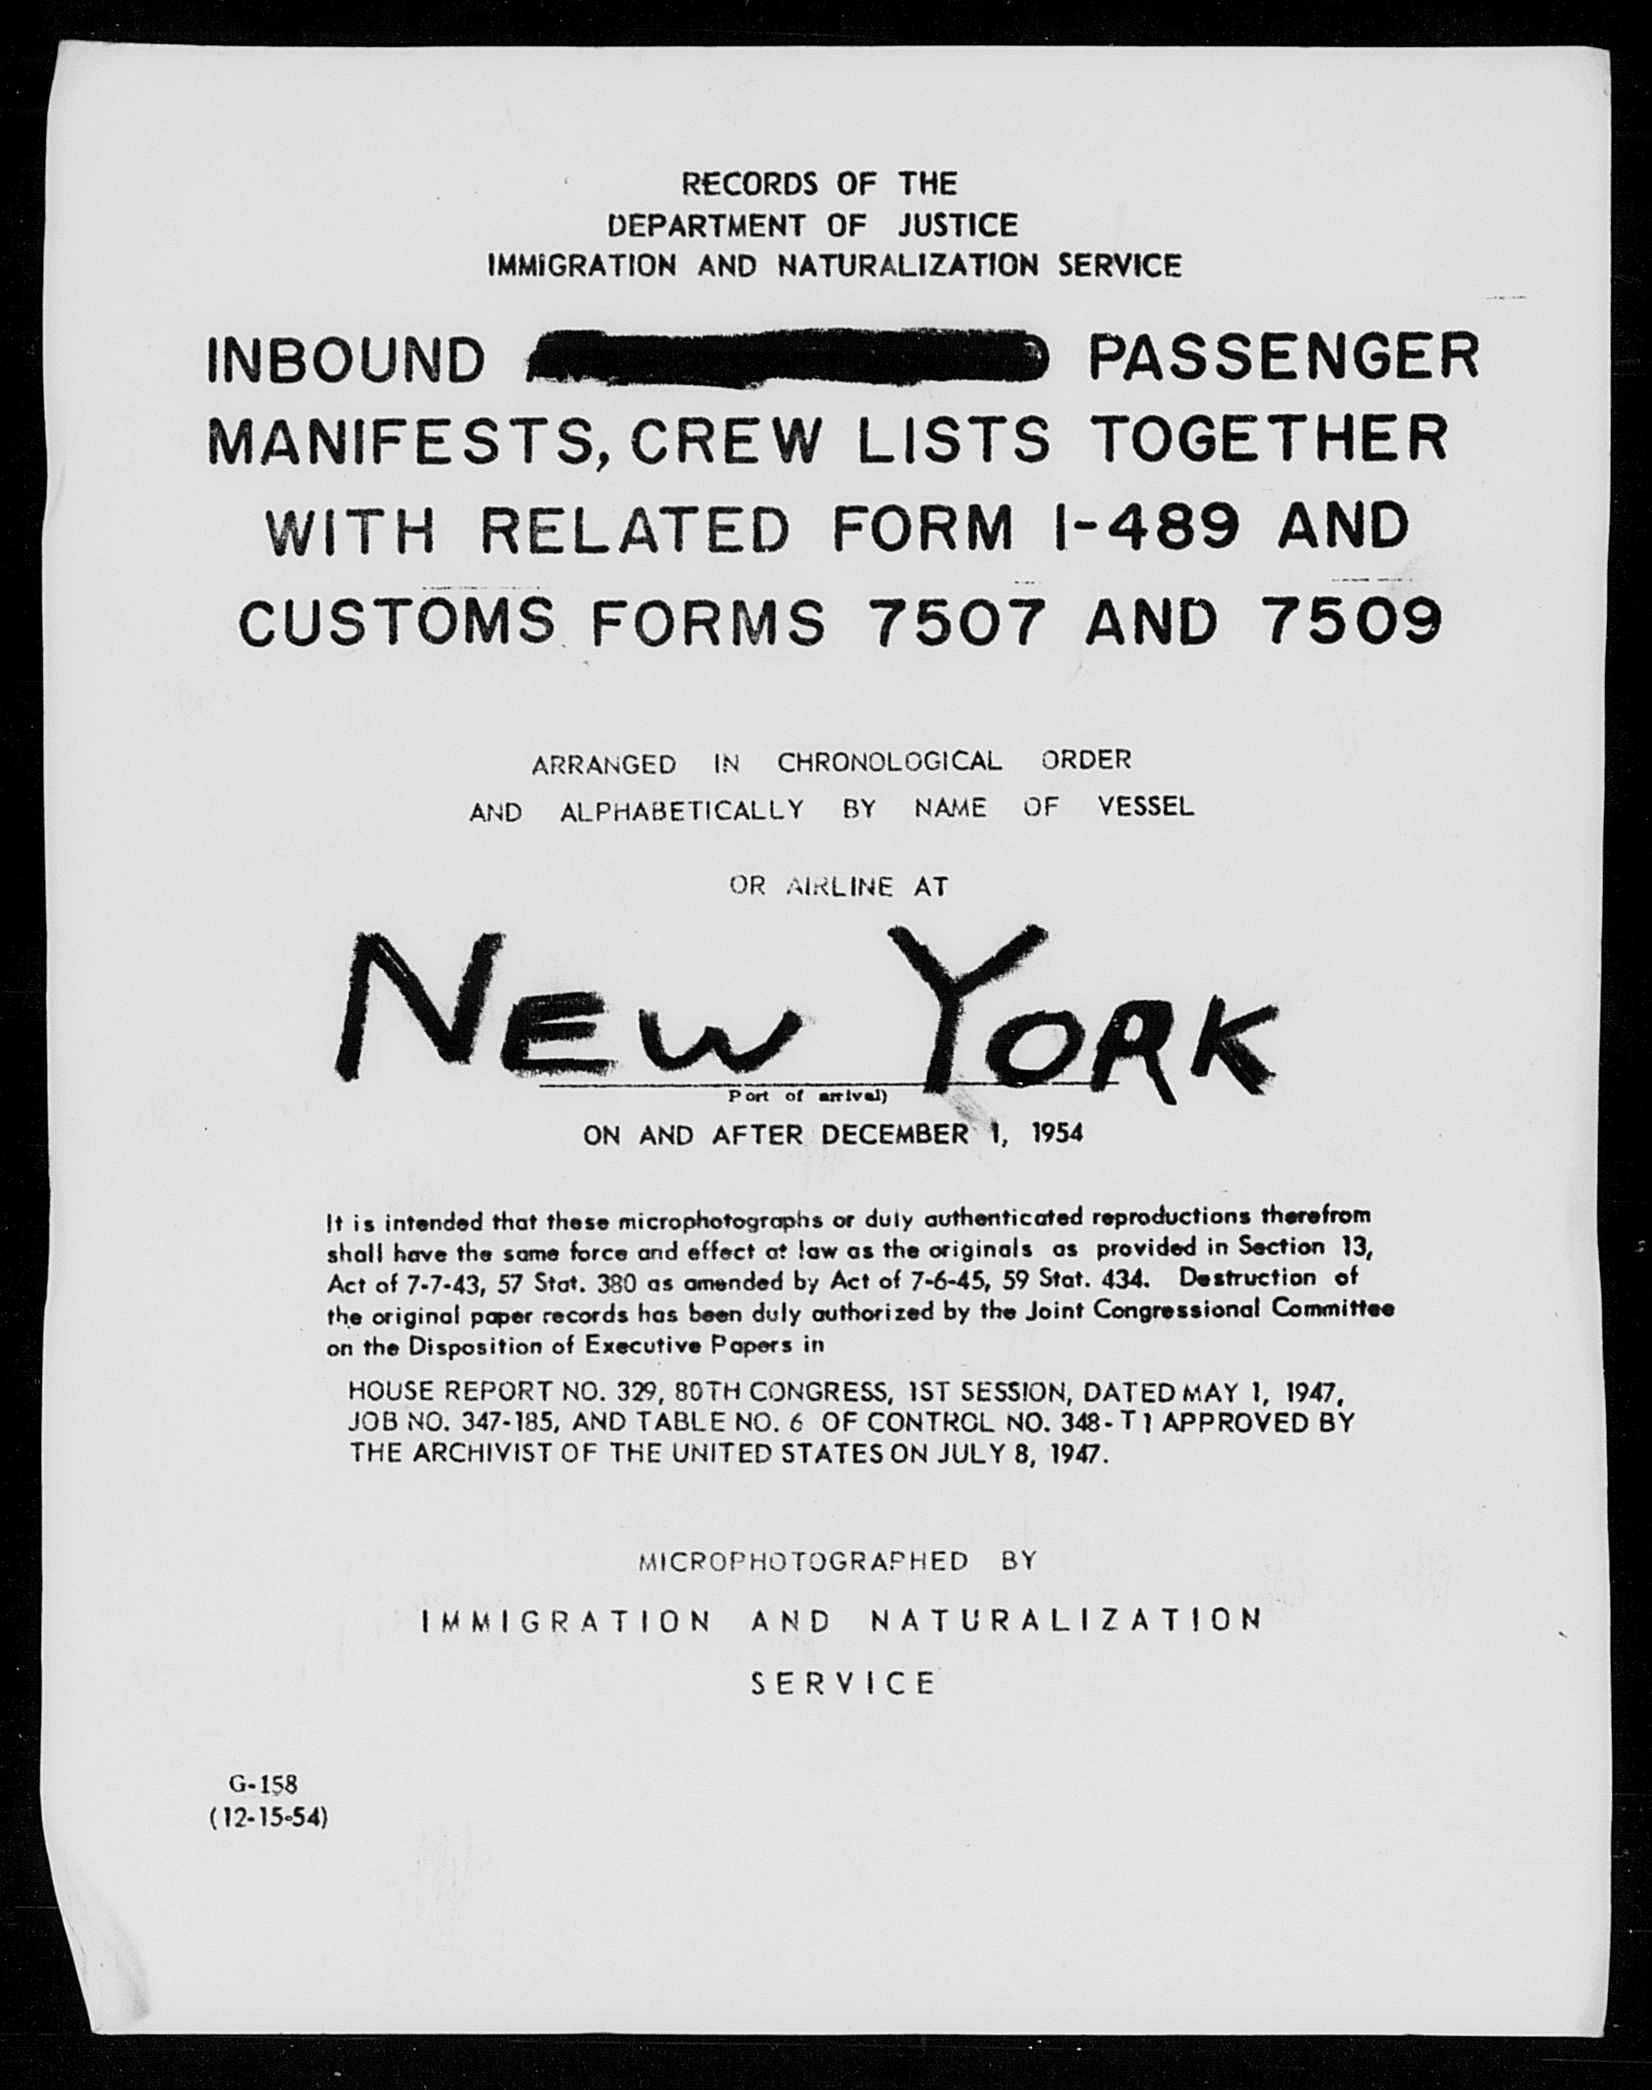 RECORDS OF THE
DEPARTMENT OF JUSTICE
IMMIGRATION AND NATURALIZATION SERVICE
INBOUND PASSENGER
MANIFESTS, CREW LISTS TOGETHER
WITH RELATED FORM I-489 AND
CUSTOMS FORMS 7507 AND 7509
ARRANGED IN CHRONOLOGICAL ORDER
AND ALPHABETICALLY BY NAME OF VESSEL
OR AIRLINE AT
NEW YORK
Port of arrival)
ON AND AFTER DECEMBER 1, 1954
It is intended that these microphotographs or duly authenticated reproductions therefrom
shall have the same force and effect at law as the originals as provided in Section 13,
Act of 7-7-43, 57 Stat. 380 as amended by Act of 7-6-45, 59 Stat. 434. Destruction of
the original paper records has been duly authorized by the Joint Congressional Committee
on the Disposition of Executive Papers in
HOUSE REPORT NO. 329, 80TH CONGRESS, 1ST SESSION, DATED MAY 1, 1947,
JOB NO. 347-185, AND TABLE NO. 6 OF CONTROL NO. 348-T1 APPROVED BY
THE ARCHIVIST OF THE UNITED STATES ON JULY 8, 1947.
MICROPHOTOGRAPHED BY
IMMIGRATION AND NATURALIZATION
SERVICE
G-158
(12-15-54)